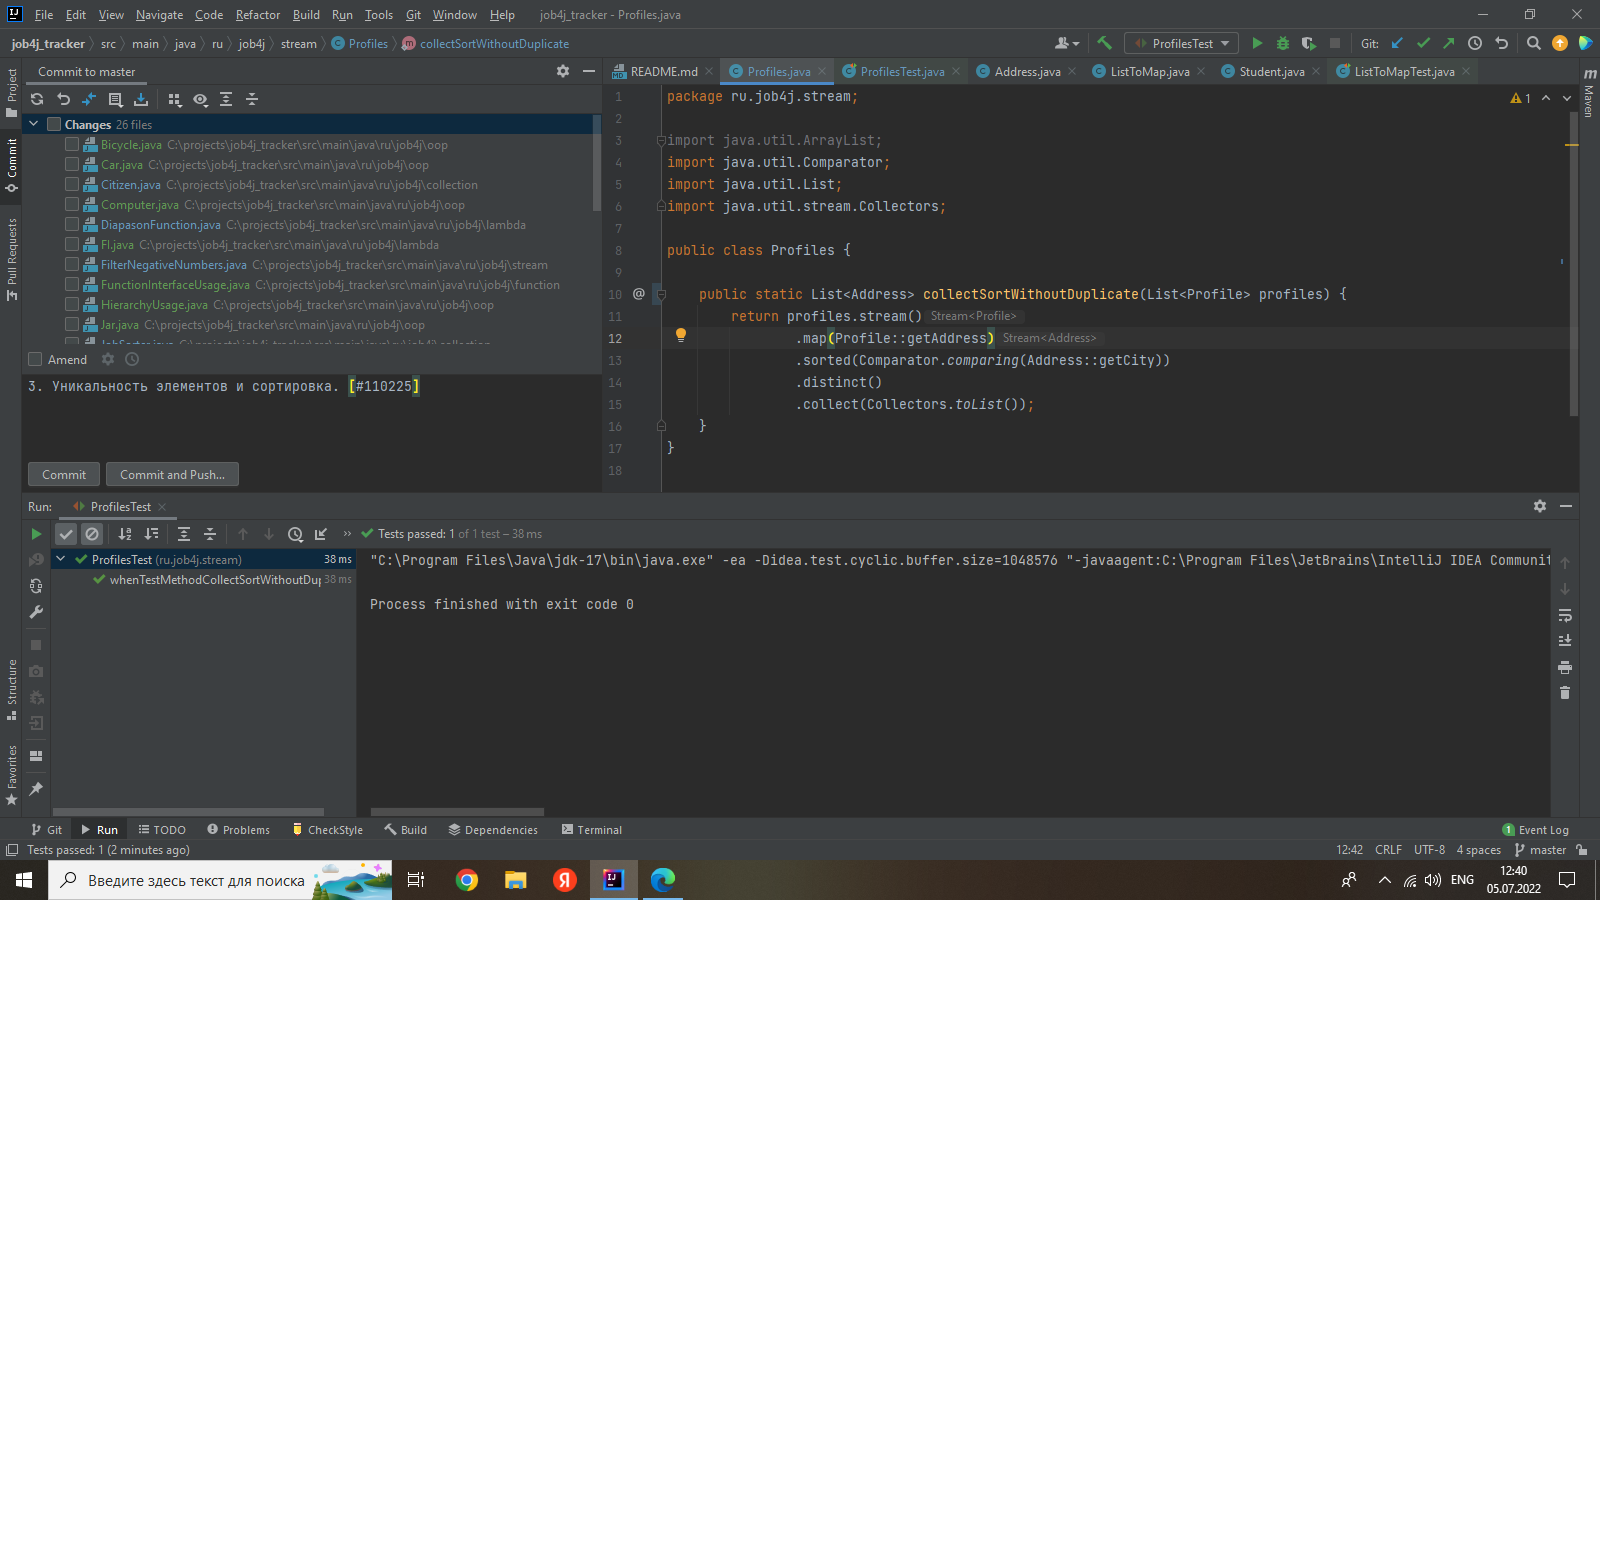 File Edit View Navigate Code Refactor Build Run Tools Git Window Help job4j_tracker - Profiles.java
job4j_tracker src main java ru job4j stream Profiles collectSortWithoutDuplicate ProfilesTest Git:
Commit to master
README.md Profiles.java ProfilesTest.java Address.java ListToMap.java Student.java ListToMapTest.java
Project
Commit
Pull Requests
Structure
Favorites
Maven
Changes 26 files
Bicycle.java C:\projects\job4j_tracker\src\main\java\ru\job4j\oop
Car.java C:\projects\job4j_tracker\src\main\java\ru\job4j\oop
Citizen.java C:\projects\job4j_tracker\src\main\java\ru\job4j\collection
Computer.java C:\projects\job4j_tracker\src\main\java\ru\job4j\oop
DiapasonFunction.java C:\projects\job4j_tracker\src\main\java\ru\job4j\lambda
FI.java C:\projects\job4j_tracker\src\main\java\ru\job4j\lambda
FilterNegativeNumbers.java C:\projects\job4j_tracker\src\main\java\ru\job4j\stream
FunctionInterfaceUsage.java C:\projects\job4j_tracker\src\main\java\ru\job4j\function
HierarchyUsage.java C:\projects\job4j_tracker\src\main\java\ru\job4j\oop
Jar.java C:\projects\job4j_tracker\src\main\java\ru\job4j\oop
Amend
3. Уникальность элементов и сортировка. [#110225]
Commit Commit and Push...
1 package ru.job4j.stream;
1
2
3 import java.util.ArrayList;
4 import java.util.Comparator;
5 import java.util.List;
6 import java.util.stream.Collectors;
7
8 public class Profiles {
9
10 @ public static List<Address> collectSortWithoutDuplicate(List<Profile> profiles) {
11 return profiles.stream() Stream<Profile>
12 .map(Profile::getAddress) Stream<Address>
13 .sorted(Comparator.comparing(Address::getCity))
14 .distinct()
15 .collect(Collectors.toList());
16 }
17 }
18
Run: ProfilesTest
Tests passed: 1 of 1 test – 38 ms
ProfilesTest (ru.job4j.stream) 38 ms
whenTestMethodCollectSortWithoutDup 38 ms
"C:\Program Files\Java\jdk-17\bin\java.exe" -ea -Didea.test.cyclic.buffer.size=1048576 "-javaagent:C:\Program Files\JetBrains\IntelliJ IDEA Communit
Process finished with exit code 0
Git Run TODO Problems CheckStyle Build Dependencies Terminal 1 Event Log
Tests passed: 1 (2 minutes ago) 12:42 CRLF UTF-8 4 spaces master
Введите здесь текст для поиска
Я
IJ
ENG
12:40
05.07.2022